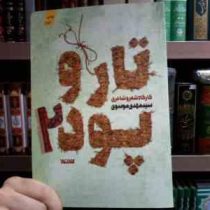 تار و
کارگاه شعر و شاعری
سید مهدی موسوی
پود ۲